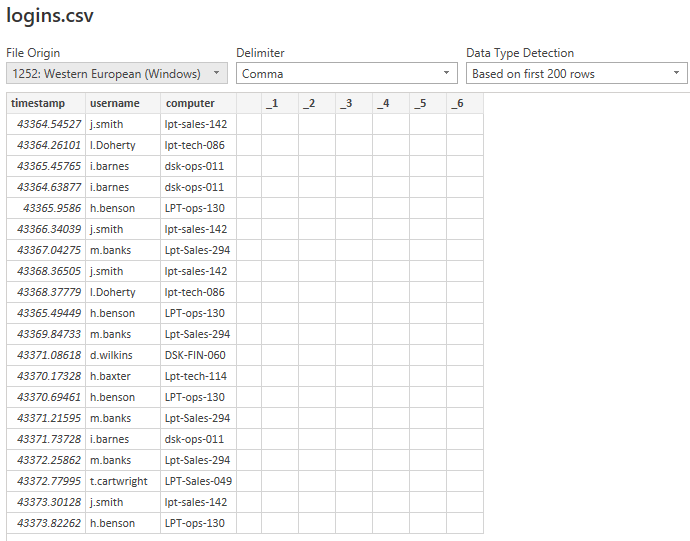 logins.csv
File Origin Delimiter Data Type Detection
1252: Western European (Windows) Comma Based on first 200 rows
timestamp username computer _1 _2 _3 _4 _5 _6
43364.54527 j.smith lpt-sales-142
43364.26101 l.Doherty lpt-tech-086
43365.45765 i.barnes dsk-ops-011
43364.63877 i.barnes dsk-ops-011
43365.9586 h.benson LPT-ops-130
43366.34039 j.smith lpt-sales-142
43367.04275 m.banks Lpt-Sales-294
43368.36505 j.smith lpt-sales-142
43368.37779 l.Doherty lpt-tech-086
43365.49449 h.benson LPT-ops-130
43369.84733 m.banks Lpt-Sales-294
43371.08618 d.wilkins DSK-FIN-060
43370.17328 h.baxter Lpt-tech-114
43370.69461 h.benson LPT-ops-130
43371.21595 m.banks Lpt-Sales-294
43371.73728 i.barnes dsk-ops-011
43372.25862 m.banks Lpt-Sales-294
43372.77995 t.cartwright LPT-Sales-049
43373.30128 j.smith lpt-sales-142
43373.82262 h.benson LPT-ops-130